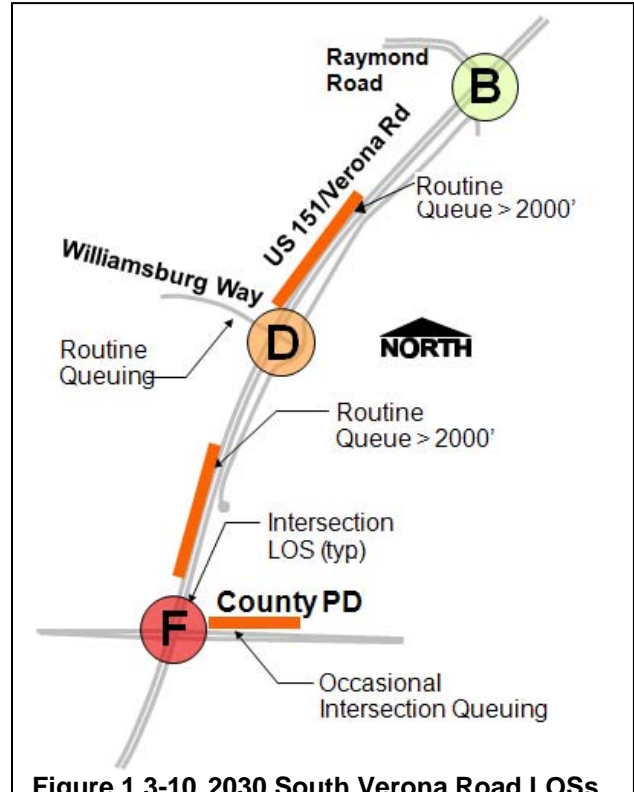 Raymond
Road
B
US 151/Verona Rd
Routine
Queue > 2000'
Williamsburg Way
D
NORTH
Routine
Queuing
Routine
Queue > 2000'
Intersection
LOS (typ)
County PD
F
Occasional
Intersection Queuing
Figure 1.3-10 2030 South Verona Road LOSs